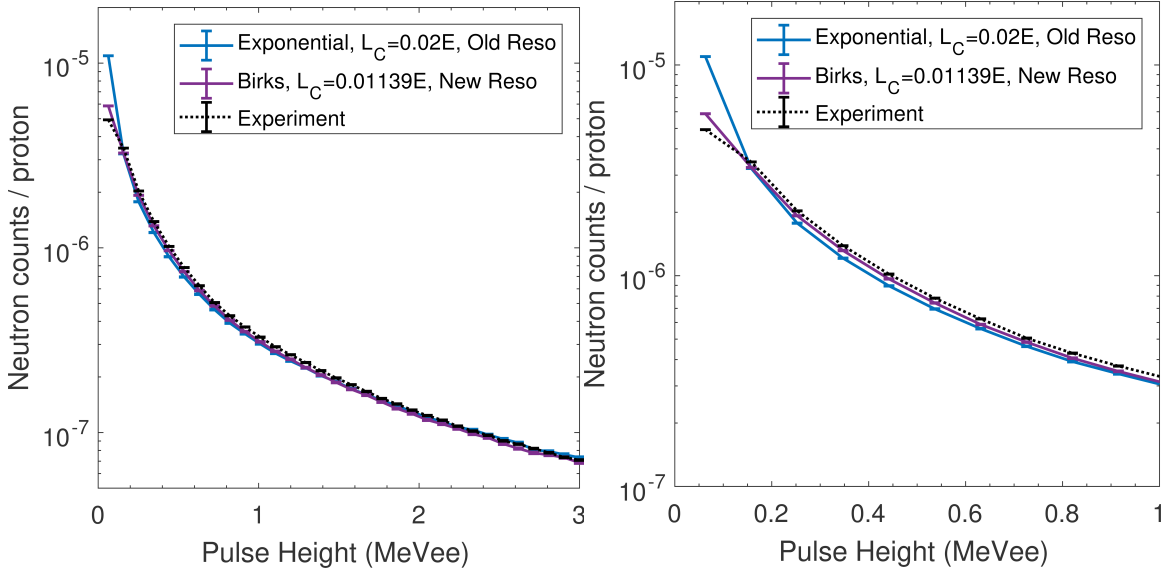 Exponential, L_C=0.02E, Old Reso
Birks, L_C=0.01139E, New Reso
Experiment
10^-5
10^-6
10^-7
Neutron counts / proton
0 1 2 3
Pulse Height (MeVee)
Exponential, L_C=0.02E, Old Reso
Birks, L_C=0.01139E, New Reso
Experiment
10^-5
10^-6
10^-7
Neutron counts / proton
0 0.2 0.4 0.6 0.8 1
Pulse Height (MeVee)